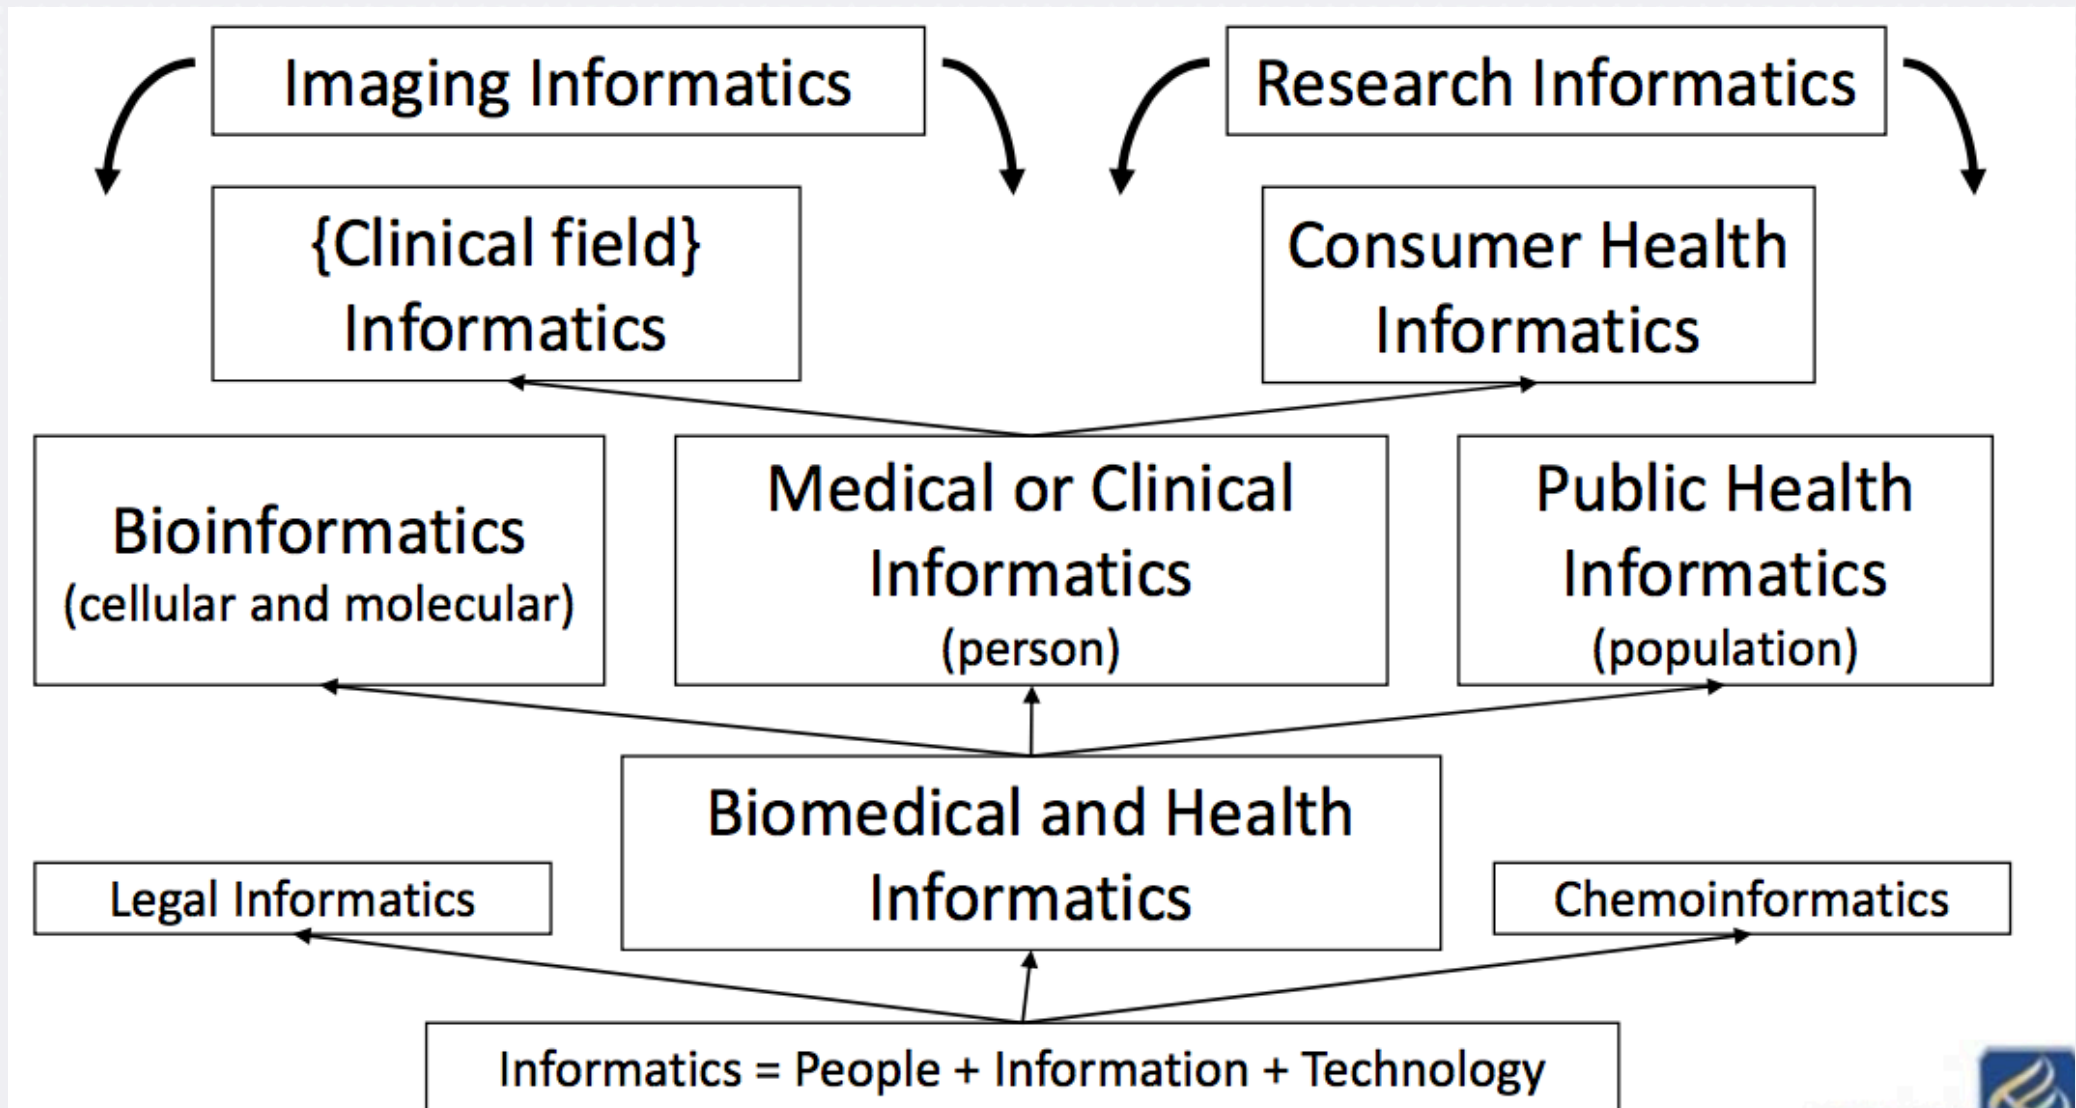 Imaging Informatics
Research Informatics
{Clinical field}
Informatics
Consumer Health
Informatics
Bioinformatics
(cellular and molecular)
Medical or Clinical
Informatics
(person)
Public Health
Informatics
(population)
Biomedical and Health
Informatics
Legal Informatics
Chemoinformatics
Informatics = People + Information + Technology